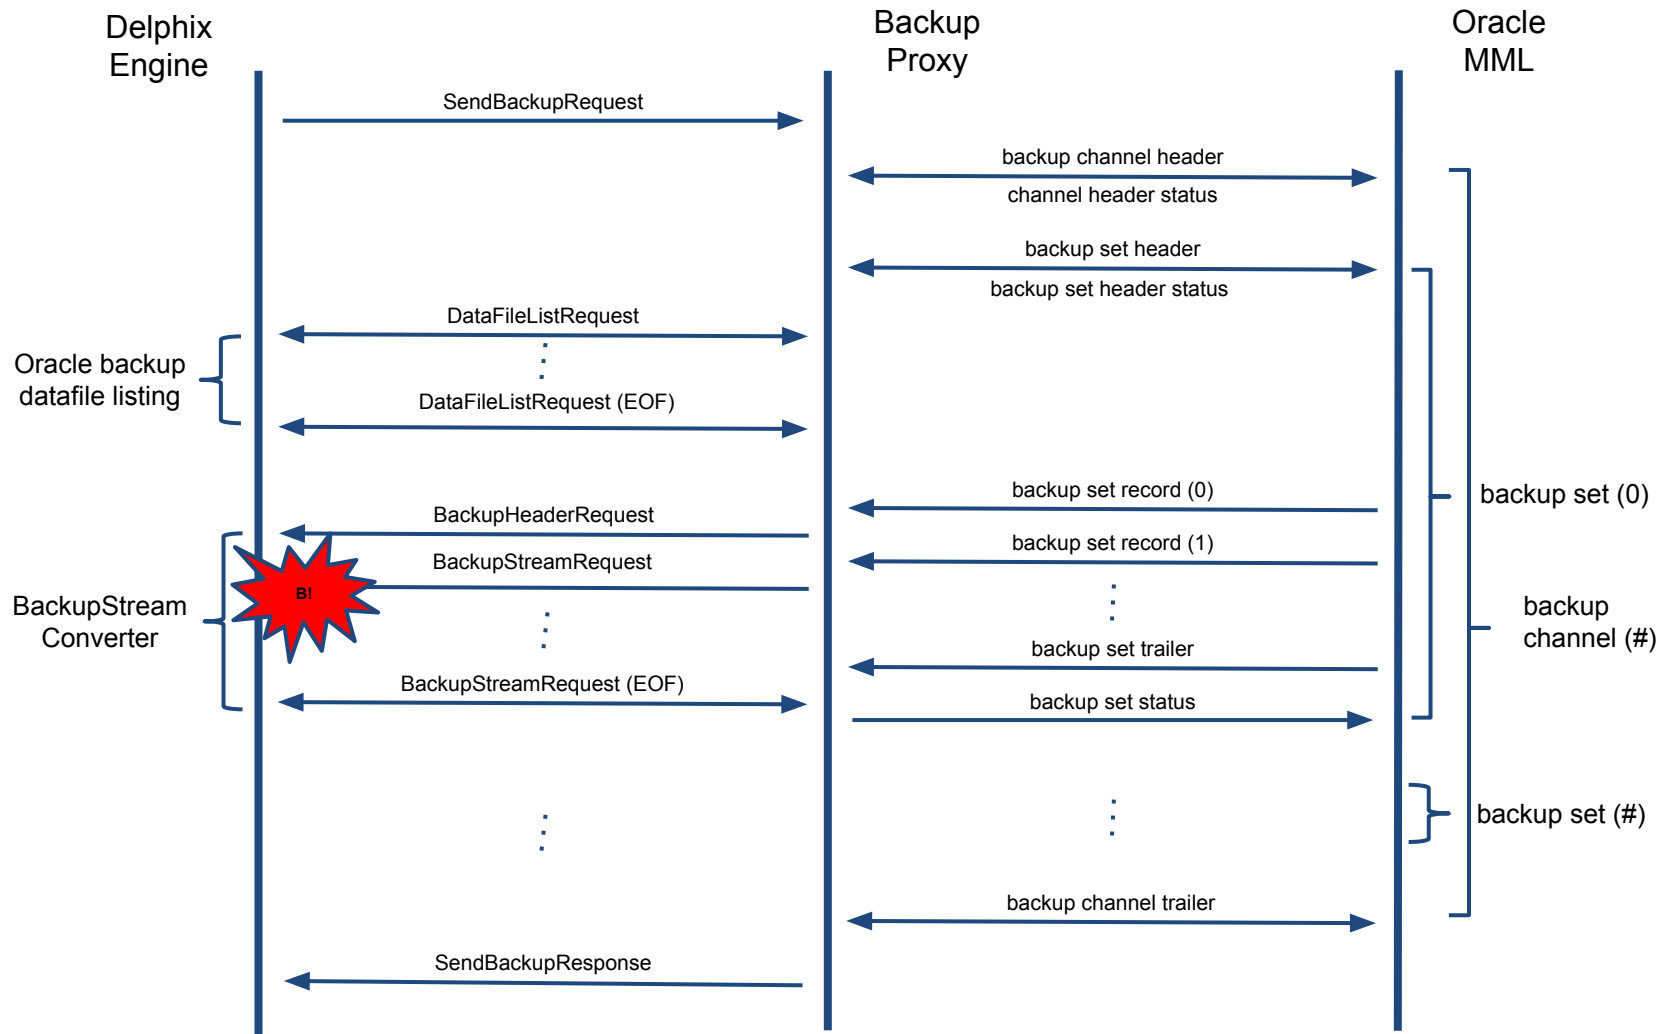 Delphix
Engine
Backup
Proxy
Oracle
MML
SendBackupRequest
backup channel header
channel header status
backup set header
backup set header status
DataFileListRequest
Oracle backup
datafile listing
DataFileListRequest (EOF)
backup set record (0)
backup set (0)
BackupHeaderRequest
backup set record (1)
BackupStreamRequest
B!
BackupStream
Converter
backup
channel (#)
backup set trailer
BackupStreamRequest (EOF)
backup set status
backup set (#)
backup channel trailer
SendBackupResponse